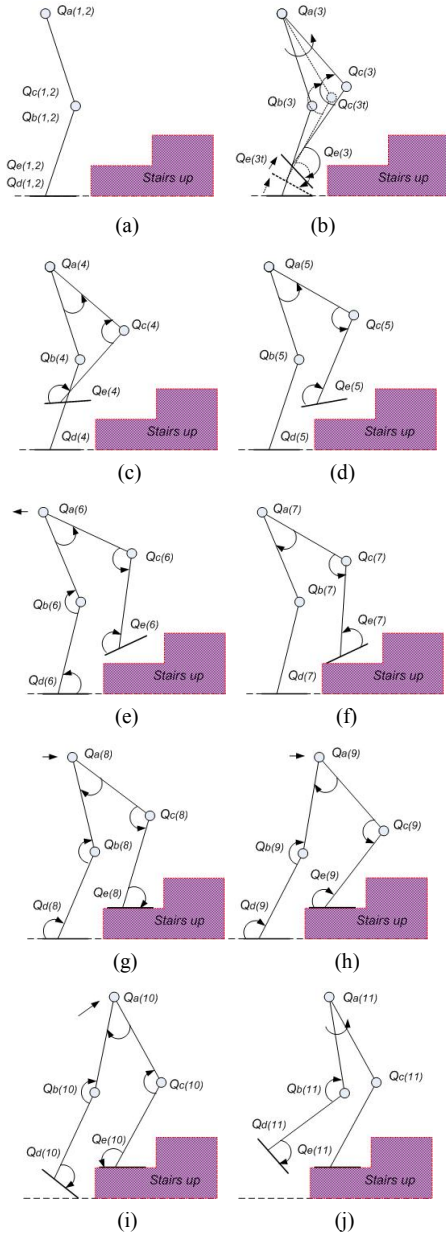 Qa(1,2)
Qc(1,2)
Qb(1,2)
Qe(1,2)
Qd(1,2)
Stairs up
(a)
Qa(3)
Qc(3)
Qb(3)
Qc(3t)
Qe(3t)
Qe(3)
Stairs up
(b)
Qa(4)
Qc(4)
Qb(4)
Qe(4)
Qd(4)
Stairs up
(c)
Qa(5)
Qc(5)
Qb(5)
Qe(5)
Qd(5)
Stairs up
(d)
Qa(6)
Qc(6)
Qb(6)
Qe(6)
Qd(6)
Stairs up
(e)
Qa(7)
Qc(7)
Qb(7)
Qe(7)
Qd(7)
Stairs up
(f)
Qa(8)
Qc(8)
Qb(8)
Qe(8)
Qd(8)
Stairs up
(g)
Qa(9)
Qc(9)
Qb(9)
Qe(9)
Qd(9)
Stairs up
(h)
Qa(10)
Qb(10)
Qc(10)
Qe(10)
Qd(10)
Stairs up
(i)
Qa(11)
Qb(11)
Qc(11)
Qd(11)
Qe(11)
Stairs up
(j)